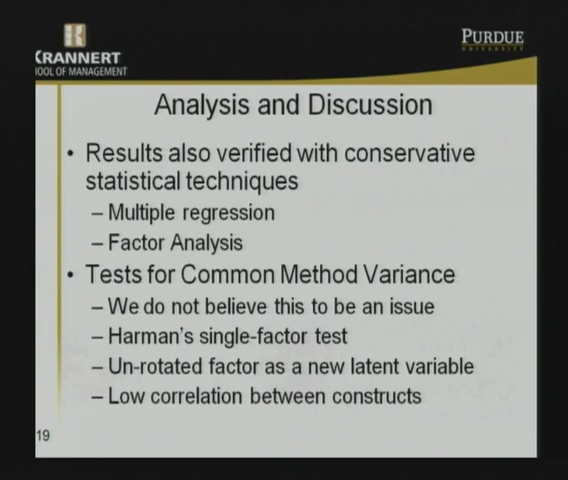 KRANNERT
OOL OF MANAGEMENT
PURDUE
UNIVERSITY
Analysis and Discussion
• Results also verified with conservative
statistical techniques
– Multiple regression
– Factor Analysis
• Tests for Common Method Variance
– We do not believe this to be an issue
– Harman's single-factor test
– Un-rotated factor as a new latent variable
– Low correlation between constructs
19